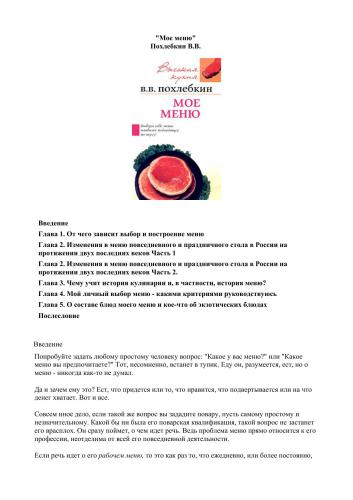 "Мое меню"
Похлебкин В.В.
Высокая
кухня
В.В. ПОХЛЕБКИН
МОЕ
МЕНЮ
Введение
Глава 1. От чего зависит выбор и построение меню
Глава 2. Изменения в меню повседневного и праздничного стола в России на
протяжении двух последних веков Часть 1
Глава 2. Изменения в меню повседневного и праздничного стола в России на
протяжении двух последних веков Часть 2.
Глава 3. Чему учит история кулинарии и, в частности, история меню?
Глава 4. Мой личный выбор меню - какими критериями руководствуюсь
Глава 5. О составе блюд моего меню и кое-что об экзотических блюдах
Послесловие
Введение
Попробуйте задать любому простому человеку вопрос: "Какое у вас меню?" или "Какое
меню вы предпочитаете?" Тот, несомненно, встанет в тупик, Еду он, разумеется, ест, но о
меню - никогда как-то не думал.
Да и зачем ему это? Ест, что придется или то, что нравится, что подвертывается или на что
денег хватает. Вот и все.
Совсем иное дело, если такой же вопрос вы зададите повару, пусть самому простому и
незначительному. Какой бы ни была его поварская квалификация, такой вопрос не застанет
его врасплох. Он сразу поймет, о чем идет речь. Ведь проблема меню прямо относится к его
профессии, неотделима от всей его повседневной деятельности.
Если речь идет о его рабочем меню, то это как раз то, что ежедневно, или более постоянно,